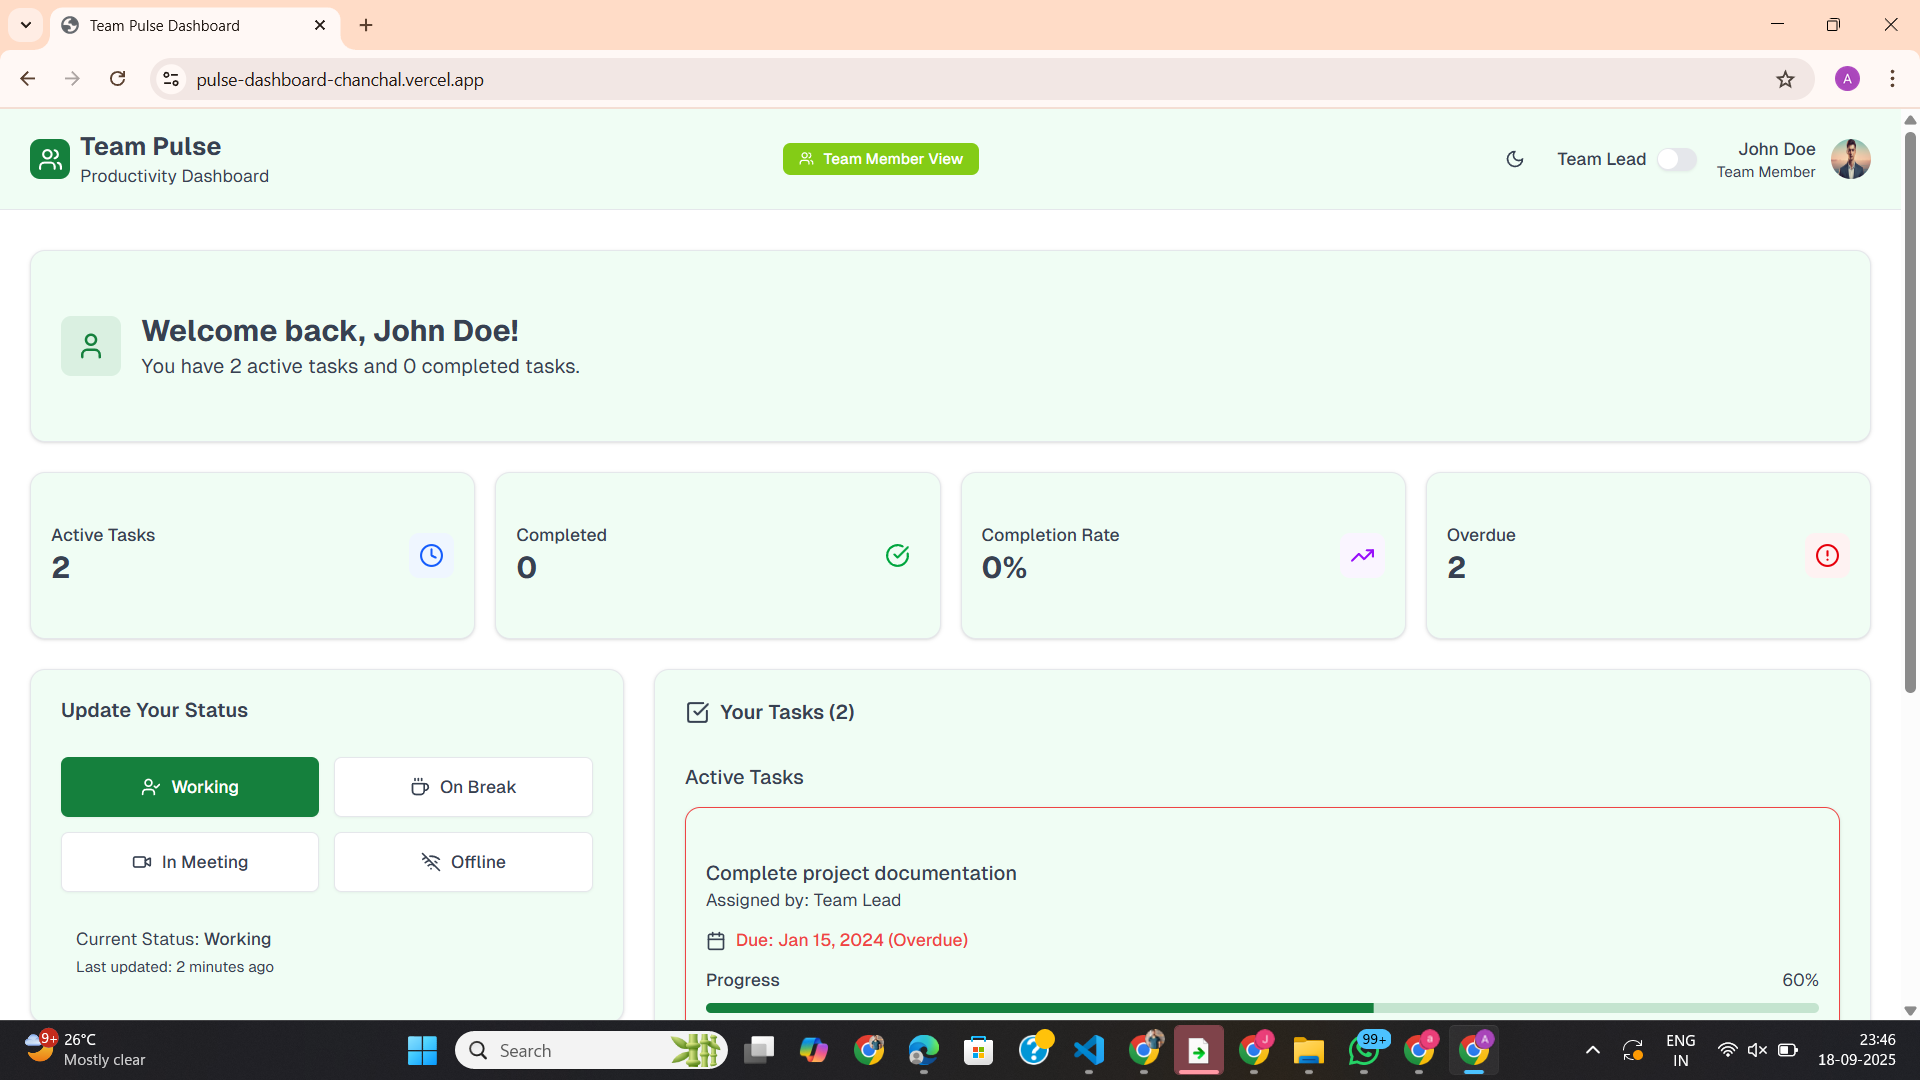 Team Pulse Dashboard
pulse-dashboard-chanchal.vercel.app
A
Team Pulse
Productivity Dashboard
Team Member View
Team Lead
John Doe
Team Member
Welcome back, John Doe!
You have 2 active tasks and 0 completed tasks.
Active Tasks
2
Completed
0
Completion Rate
0%
Overdue
2
Update Your Status
Working
On Break
In Meeting
Offline
Current Status: Working
Last updated: 2 minutes ago
Your Tasks (2)
Active Tasks
Complete project documentation
Assigned by: Team Lead
Due: Jan 15, 2024 (Overdue)
Progress
60%
9+
26°C
Mostly clear
Search
J
99+
a
A
ENG
IN
23:46
18-09-2025